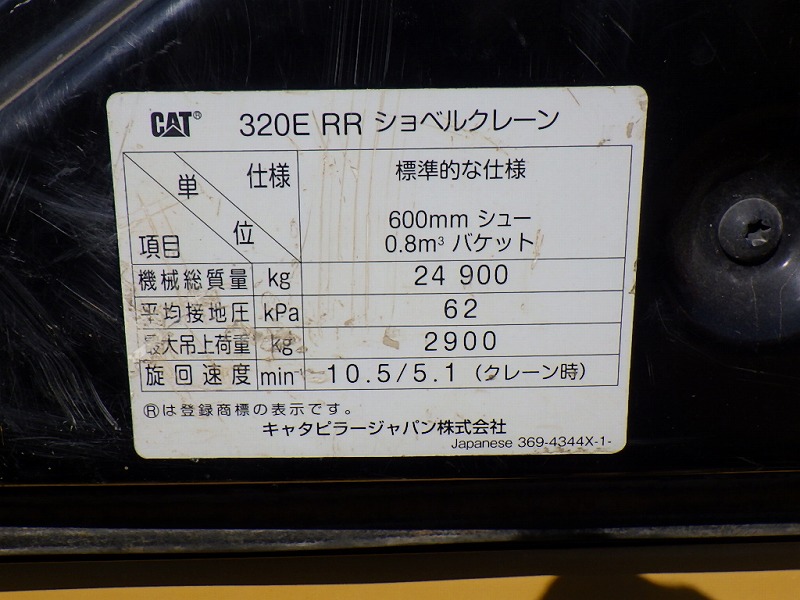 CAT® 320E RR ショベルクレーン
単位 仕様 標準的な仕様
項目 600mm シュー
0.8m³ バケット
機械総質量 kg 24 900
平均接地圧 kPa 62
最大吊上荷重 kg 2900
旋回速度 min⁻¹ 10.5/5.1 (クレーン時)
®は登録商標の表示です。
キャタピラージャパン株式会社
Japanese 369-4344X-1-